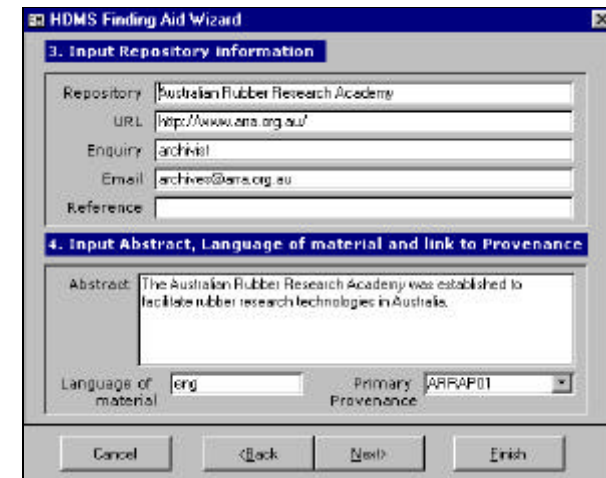 HDMS Finding Aid Wizard
3. Input Repository information
Repository Australian Rubber Research Academy
URL http://www.arra.org.au/
Enquiry archivist
Email archives@arra.org.au
Reference
4. Input Abstract, Language of material and link to Provenance
Abstract The Australian Rubber Research Academy was established to
facilitate rubber research technologies in Australia.
Language of eng Primary ARRAP01
material Provenance
Cancel <Back Next> Finish